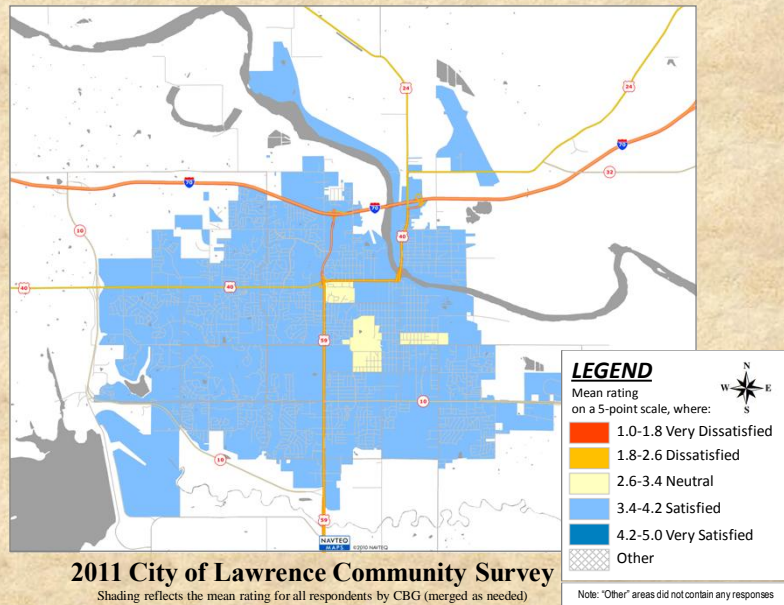 24
24
70
70
32
70
10
40
40
40
59
10
10
59
NAVTEQ
MAPS ©2010 NAVTEQ
LEGEND
N
W E
S
Mean rating
on a 5-point scale, where:
1.0-1.8 Very Dissatisfied
1.8-2.6 Dissatisfied
2.6-3.4 Neutral
3.4-4.2 Satisfied
4.2-5.0 Very Satisfied
Other
2011 City of Lawrence Community Survey
Shading reflects the mean rating for all respondents by CBG (merged as needed)
Note: "Other" areas did not contain any responses